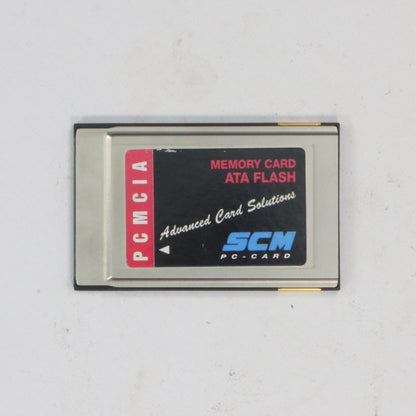 PCMCIA
MEMORY CARD
ATA FLASH
Advanced Card Solutions
SCM
PC-CARD